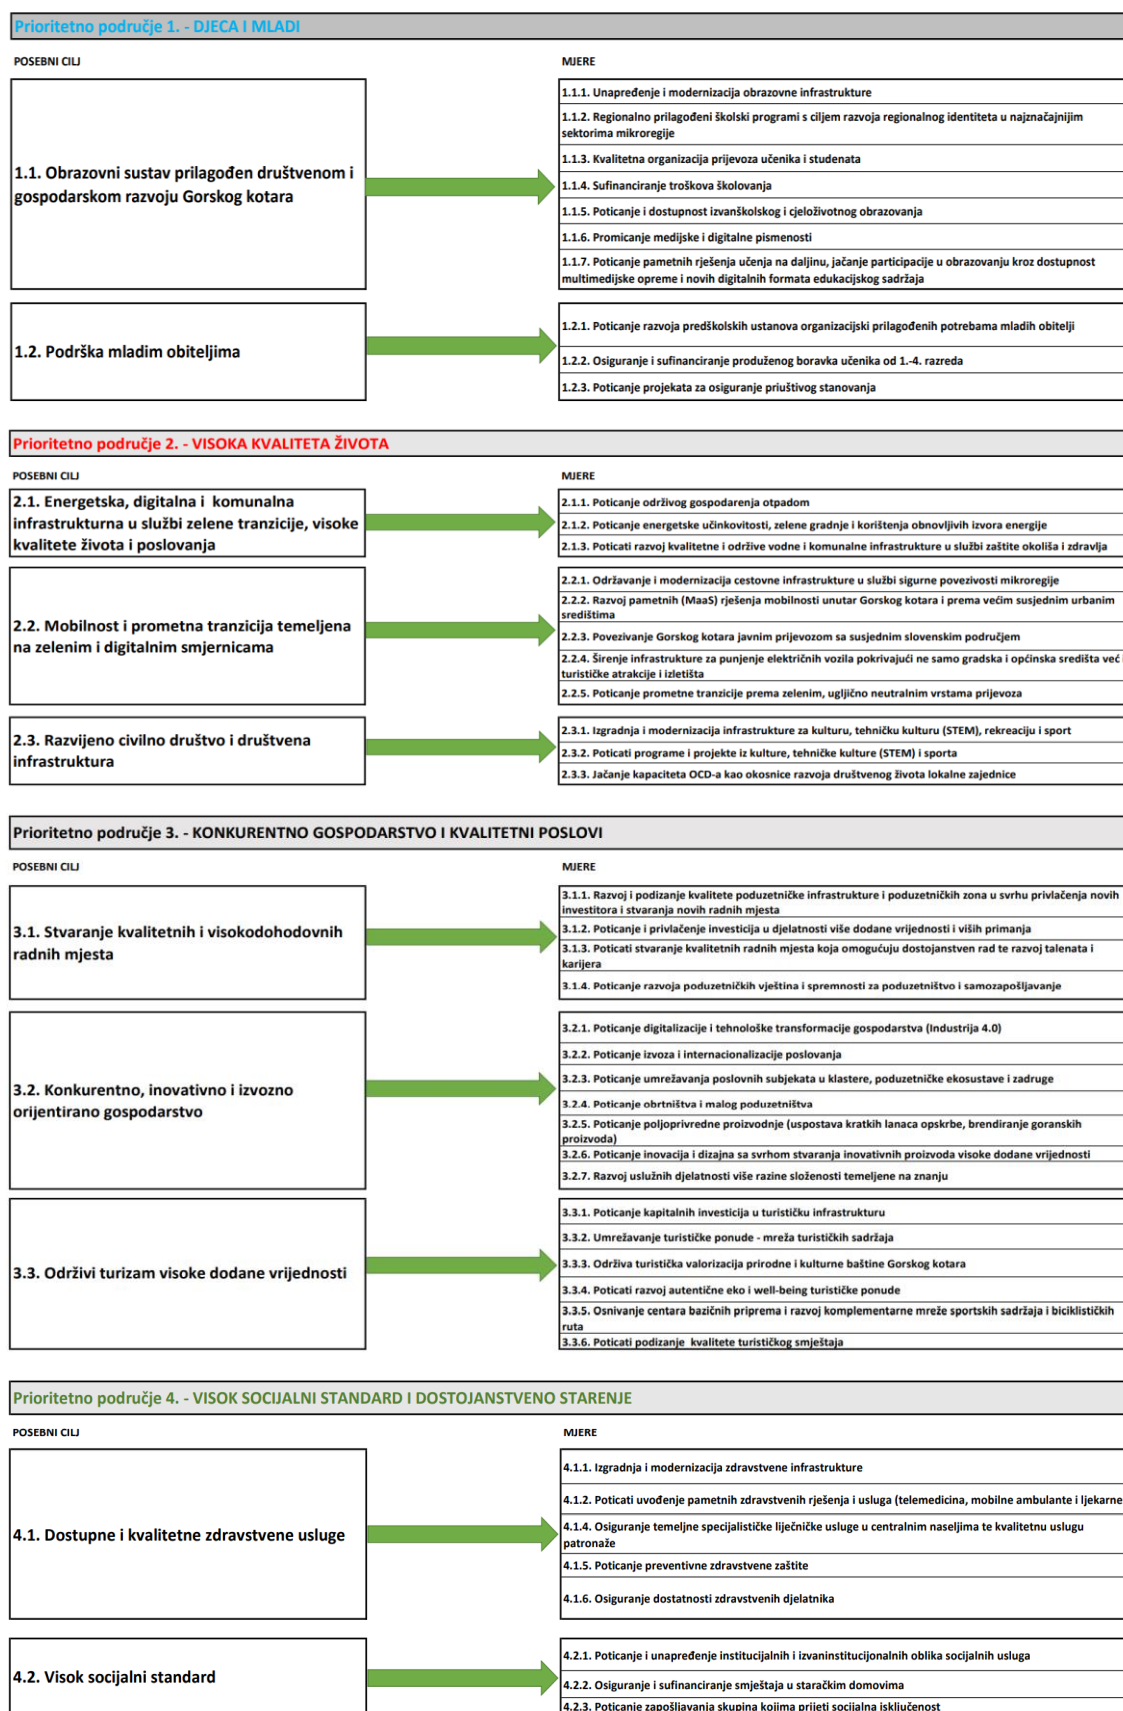 Prioritetno područje 1. - DJECA I MLADI
POSEBNI CILJ
MJERE
1.1. Obrazovni sustav prilagođen društvenom i
gospodarskom razvoju Gorskog kotara
1.1.1. Unapređenje i modernizacija obrazovne infrastrukture
1.1.2. Regionalno prilagođeni školski programi s ciljem razvoja regionalnog identiteta u najznačajnijim
sektorima mikroregije
1.1.3. Kvalitetna organizacija prijevoza učenika i studenata
1.1.4. Sufinanciranje troškova školovanja
1.1.5. Poticanje i dostupnost izvanškolskog i cjeloživotnog obrazovanja
1.1.6. Promicanje medijske i digitalne pismenosti
1.1.7. Poticanje pametnih rješenja učenja na daljinu, jačanje participacije u obrazovanju kroz dostupnost
multimedijske opreme i novih digitalnih formata edukacijskog sadržaja
1.2. Podrška mladim obiteljima
1.2.1. Poticanje razvoja predškolskih ustanova organizacijski prilagođenih potrebama mladih obitelji
1.2.2. Osiguranje i sufinanciranje produženog boravka učenika od 1.-4. razreda
1.2.3. Poticanje projekata za osiguranje priuštivog stanovanja
Prioritetno područje 2. - VISOKA KVALITETA ŽIVOTA
POSEBNI CILJ
MJERE
2.1. Energetska, digitalna i komunalna
infrastrukturna u službi zelene tranzicije, visoke
kvalitete života i poslovanja
2.1.1. Poticanje održivog gospodarenja otpadom
2.1.2. Poticanje energetske učinkovitosti, zelene gradnje i korištenja obnovljivih izvora energije
2.1.3. Poticati razvoj kvalitetne i održive vodne i komunalne infrastrukture u službi zaštite okoliša i zdravlja
2.2. Mobilnost i prometna tranzicija temeljena
na zelenim i digitalnim smjernicama
2.2.1. Održavanje i modernizacija cestovne infrastrukture u službi sigurne povezivosti mikroregije
2.2.2. Razvoj pametnih (MaaS) rješenja mobilnosti unutar Gorskog kotara i prema većim susjednim urbanim
središtima
2.2.3. Povezivanje Gorskog kotara javnim prijevozom sa susjednim slovenskim područjem
2.2.4. Širenje infrastrukture za punjenje električnih vozila pokrivajući ne samo gradska i općinska središta već i
turističke atrakcije i izletišta
2.2.5. Poticanje prometne tranzicije prema zelenim, ugljično neutralnim vrstama prijevoza
2.3. Razvijeno civilno društvo i društvena
infrastruktura
2.3.1. Izgradnja i modernizacija infrastrukture za kulturu, tehničku kulturu (STEM), rekreaciju i sport
2.3.2. Poticati programe i projekte iz kulture, tehničke kulture (STEM) i sporta
2.3.3. Jačanje kapaciteta OCD-a kao okosnice razvoja društvenog života lokalne zajednice
Prioritetno područje 3. - KONKURENTNO GOSPODARSTVO I KVALITETNI POSLOVI
POSEBNI CILJ
MJERE
3.1. Stvaranje kvalitetnih i visokodohodovnih
radnih mjesta
3.1.1. Razvoj i podizanje kvalitete poduzetničke infrastrukture i poduzetničkih zona u svrhu privlačenja novih
investitora i stvaranja novih radnih mjesta
3.1.2. Poticanje i privlačenje investicija u djelatnosti više dodane vrijednosti i viših primanja
3.1.3. Poticati stvaranje kvalitetnih radnih mjesta koja omogućuju dostojanstven rad te razvoj talenata i
karijera
3.1.4. Poticanje razvoja poduzetničkih vještina i spremnosti za poduzetništvo i samozapošljavanje
3.2. Konkurentno, inovativno i izvozno
orijentirano gospodarstvo
3.2.1. Poticanje digitalizacije i tehnološke transformacije gospodarstva (Industrija 4.0)
3.2.2. Poticanje izvoza i internacionalizacije poslovanja
3.2.3. Poticanje umrežavanja poslovnih subjekata u klastere, poduzetničke ekosustave i zadruge
3.2.4. Poticanje obrtništva i malog poduzetništva
3.2.5. Poticanje poljoprivredne proizvodnje (uspostava kratkih lanaca opskrbe, brendiranje goranskih
proizvoda)
3.2.6. Poticanje inovacija i dizajna sa svrhom stvaranja inovativnih proizvoda visoke dodane vrijednosti
3.2.7. Razvoj uslužnih djelatnosti više razine složenosti temeljene na znanju
3.3. Održivi turizam visoke dodane vrijednosti
3.3.1. Poticanje kapitalnih investicija u turističku infrastrukturu
3.3.2. Umrežavanje turističke ponude - mreža turističkih sadržaja
3.3.3. Održiva turistička valorizacija prirodne i kulturne baštine Gorskog kotara
3.3.4. Poticati razvoj autentične eko i well-being turističke ponude
3.3.5. Osnivanje centara bazičnih priprema i razvoj komplementarne mreže sportskih sadržaja i biciklističkih
ruta
3.3.6. Poticati podizanje kvalitete turističkog smještaja
Prioritetno područje 4. - VISOK SOCIJALNI STANDARD I DOSTOJANSTVENO STARENJE
POSEBNI CILJ
MJERE
4.1. Dostupne i kvalitetne zdravstvene usluge
4.1.1. Izgradnja i modernizacija zdravstvene infrastrukture
4.1.2. Poticati uvođenje pametnih zdravstvenih rješenja i usluga (telemedicina, mobilne ambulante i ljekarne
4.1.4. Osiguranje temeljne specijalističke liječničke usluge u centralnim naseljima te kvalitetnu uslugu
patronaže
4.1.5. Poticanje preventivne zdravstvene zaštite
4.1.6. Osiguranje dostatnosti zdravstvenih djelatnika
4.2. Visok socijalni standard
4.2.1. Poticanje i unapređenje institucijalnih i izvaninstitucijonalnih oblika socijalnih usluga
4.2.2. Osiguranje i sufinanciranje smještaja u staračkim domovima
4.2.3. Poticanje zapošljavanja skupina kojima prijeti socijalna isključenost